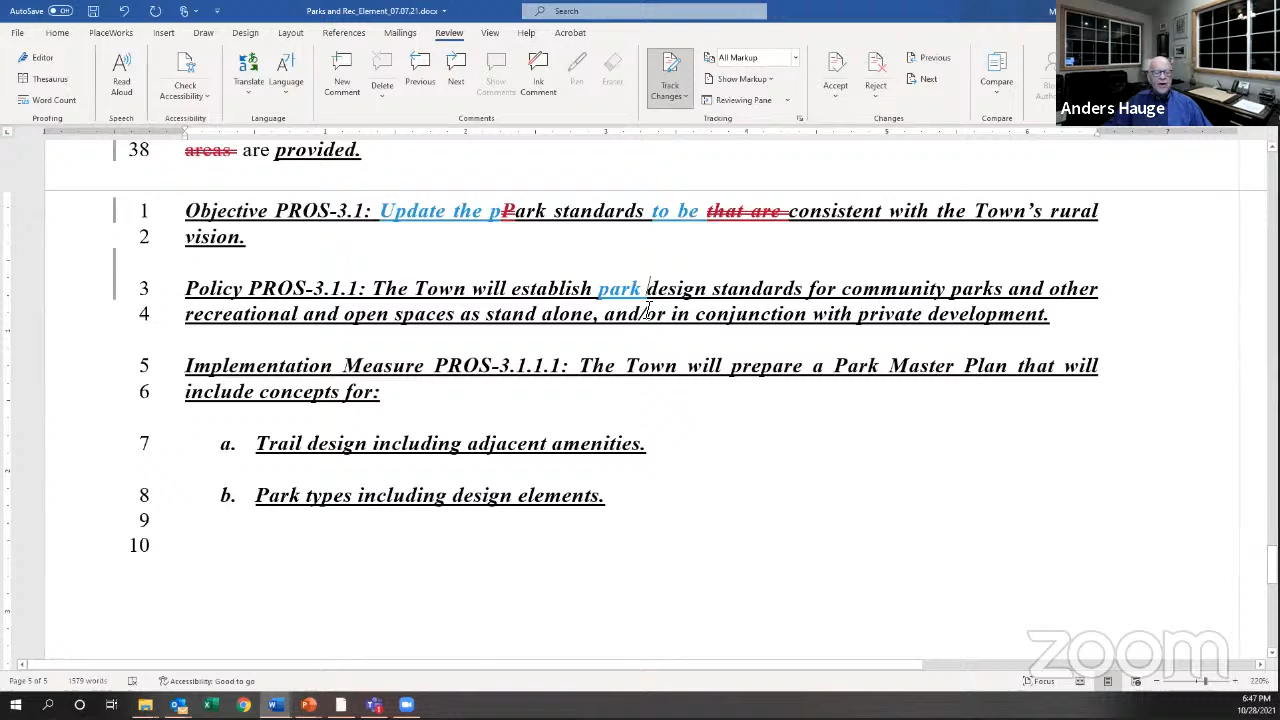 AutoSave Off Parks and Rec_Element_07.07.21.docx Search
File Home PlaceWorks Insert Draw Design Layout References Mailings Review Help Acrobat
Editor
Thesaurus
Word Count
Proofing
Read Aloud
Speech
Check Accessibility
Accessibility
Translate Language
Language
New Comment Delete Previous Next Show Comments Ink Comment
Comments
Pen Eraser
Track Changes
All Markup
Show Markup
Reviewing Pane
Tracking
Accept Reject
Previous
Next
Changes
Compare
Compare
Anders Hauge
38 areas are provided.
1 Objective PROS-3.1: Update the pPark standards to be that are consistent with the Town’s rural
2 vision.
3 Policy PROS-3.1.1: The Town will establish park design standards for community parks and other
4 recreational and open spaces as stand alone, and/or in conjunction with private development.
5 Implementation Measure PROS-3.1.1.1: The Town will prepare a Park Master Plan that will
6 include concepts for:
7 a. Trail design including adjacent amenities.
8 b. Park types including design elements.
9
10
zoom
Page 5 of 5 1579 words Accessibility: Good to go Focus 220%
6:47 PM
10/28/2021